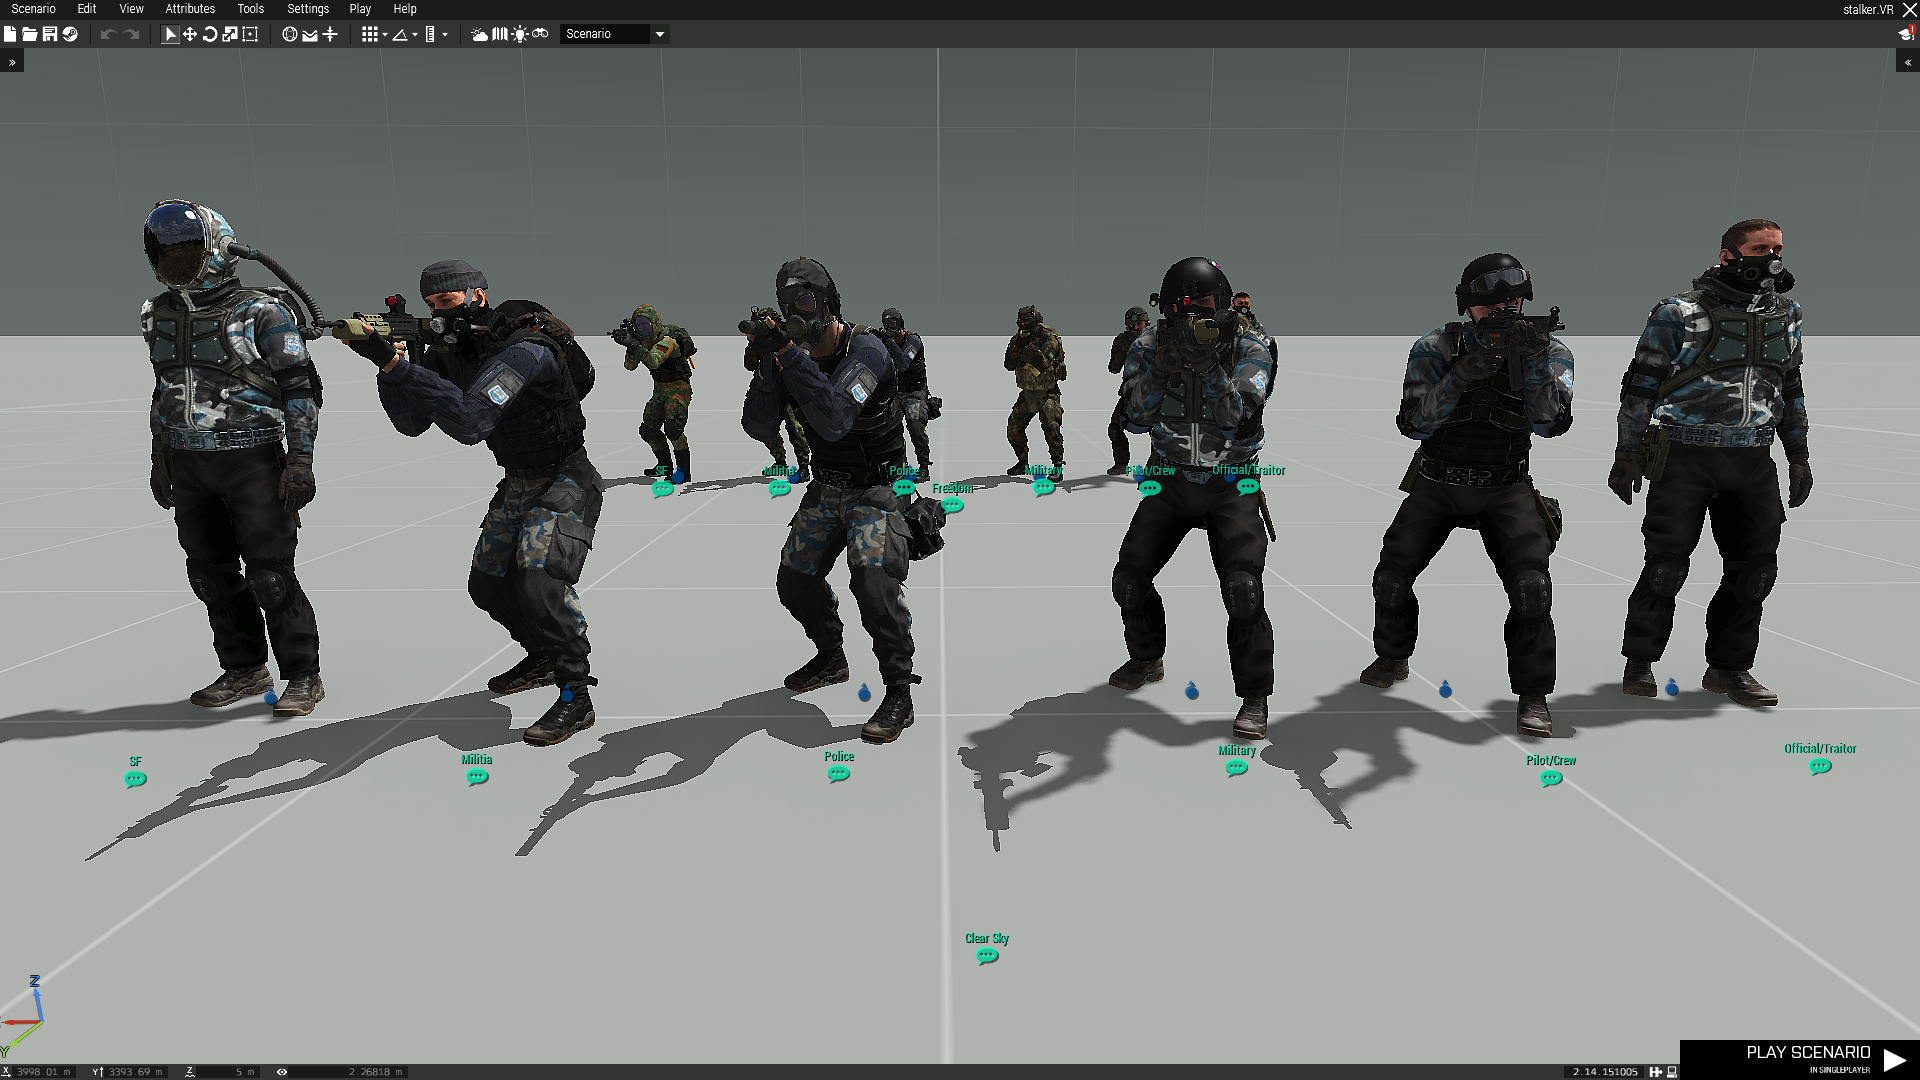 Scenario Edit View Attributes Tools Settings Play Help stalker.VR
Scenario
SF Militia Police Military Pilot/Crew Official/Traitor
Freedom
SF Militia Police Military Pilot/Crew Official/Traitor
Clear Sky
Z
Y
PLAY SCENARIO
IN SINGLEPLAYER
X 3998.01 m Y 3393.69 m Z 5 m 2.26818 m 2.14.151005